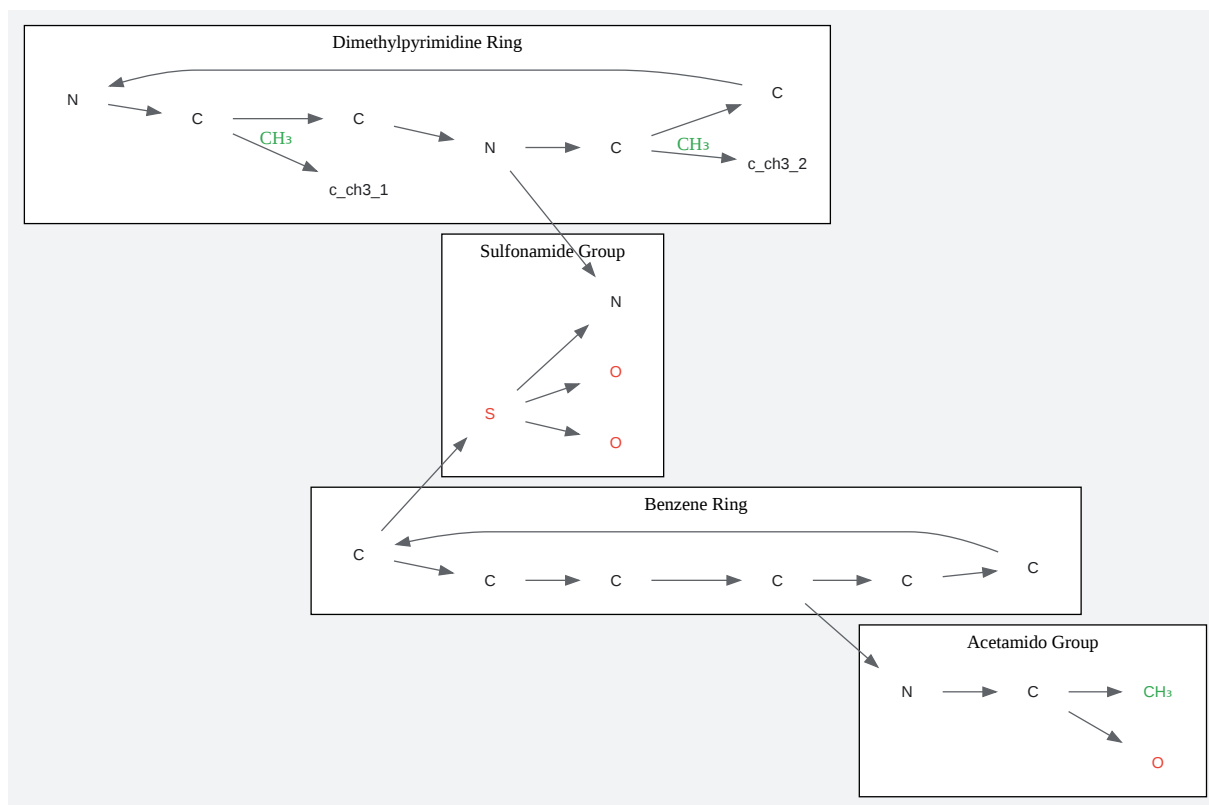 Dimethylpyrimidine Ring
N
C
C
CH₃
C
N
C
CH₃
c_ch3_1
c_ch3_2
Sulfonamide Group
N
O
S
O
Benzene Ring
C
C
C
C
C
C
Acetamido Group
N
C
CH₃
O